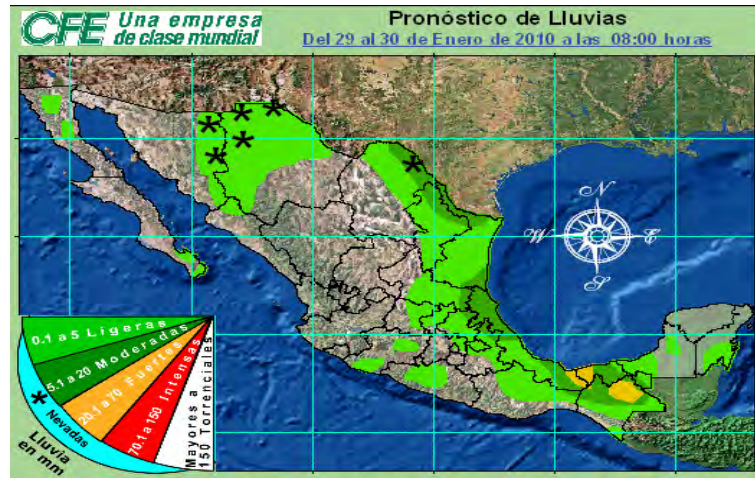 CFE Una empresa
de clase mundial
Pronóstico de Lluvias
Del 29 al 30 de Enero de 2010 a las 08:00 horas
N
W E
S
0.1 a 5 Ligeras
5.1 a 20 Moderadas
20.1 a 70 Fuertes
70.1 a 150 Intensas
Mayores a
150 Torrenciales
Nevadas
Lluvia
en mm